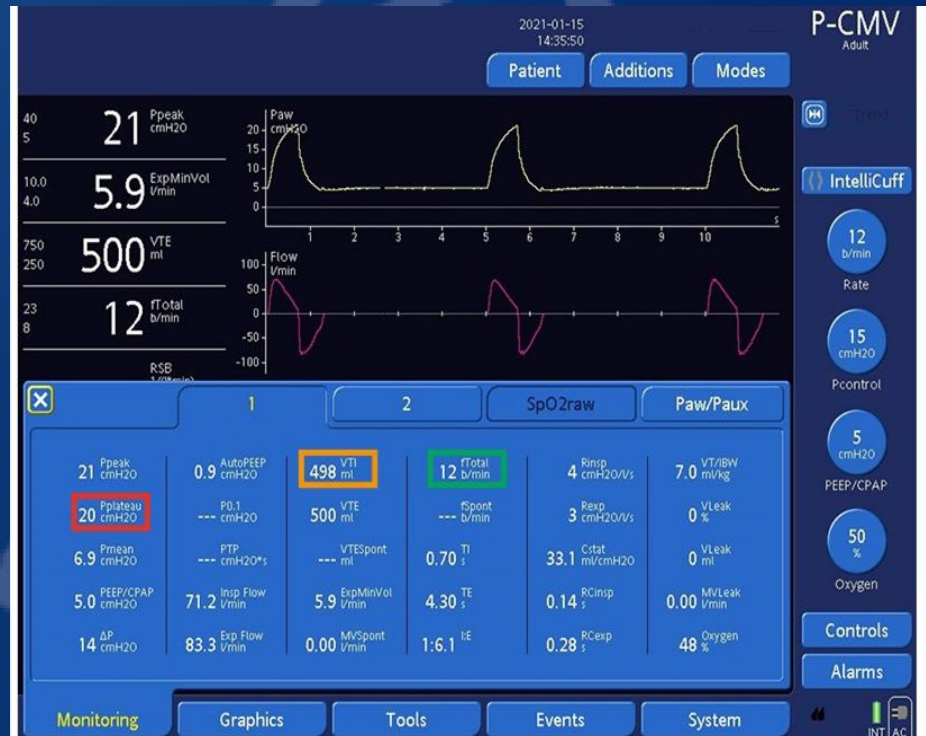 2021-01-15
14:35:50
P-CMV
Adult
Patient Additions Modes
40
5
21 Ppeak cmH2O
10.0
4.0
5.9 ExpMinVol l/min
750
250
500 VTE ml
23
8
12 fTotal b/min
RSB
Paw
cmH2O
20
15
10
5
0
s
1 2 3 4 5 6 7 8 9 10
Flow
l/min
100
50
0
-50
-100
Trend
IntelliCuff
12
b/min
Rate
15
cmH2O
Pcontrol
5
cmH2O
PEEP/CPAP
50
%
Oxygen
Controls
Alarms
1 2 SpO2raw Paw/Paux
21 Ppeak cmH2O 0.9 AutoPEEP cmH2O 498 VTI ml 12 fTotal b/min 4 Rinsp cmH2O/l/s 7.0 VT/IBW ml/kg
20 Pplateau cmH2O --- P0.1 cmH2O 500 VTE ml --- fSpont b/min 3 Rexp cmH2O/l/s 0 VLeak %
6.9 Pmean cmH2O --- PTP cmH2O*s --- VTESpont ml 0.70 TI s 33.1 Cstat ml/cmH2O 0 VLeak ml
5.0 PEEP/CPAP cmH2O 71.2 Insp Flow l/min 5.9 ExpMinVol l/min 4.30 TE s 0.14 RCinsp s 0.00 MVLeak l/min
14 ΔP cmH2O 83.3 Exp Flow l/min 0.00 MVSpont l/min 1:6.1 I:E 0.28 RCexp s 48 Oxygen %
Monitoring Graphics Tools Events System
INT AC